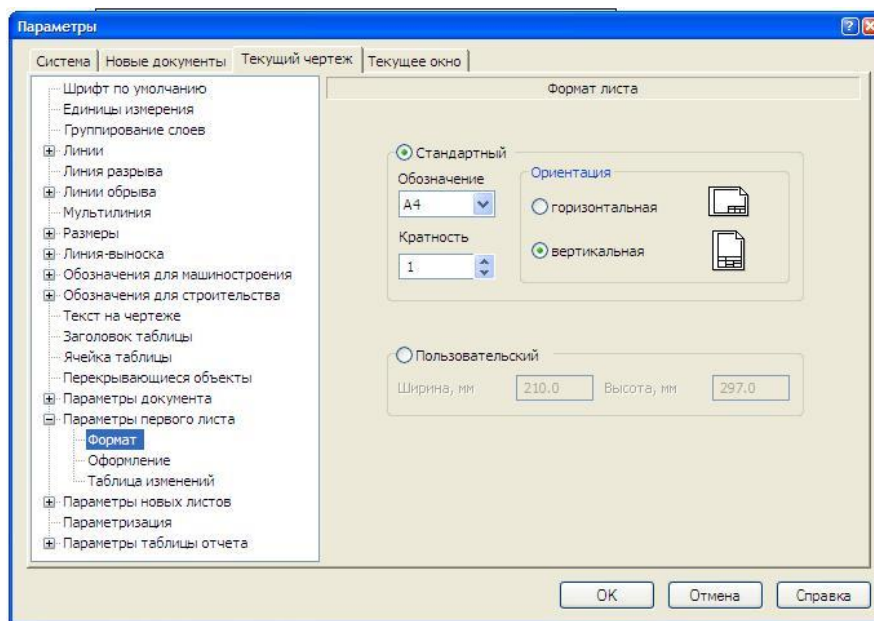 Параметры
Система Новые документы Текущий чертеж Текущее окно
Шрифт по умолчанию
Единицы измерения
Группирование слоев
Линии
Линия разрыва
Линии обрыва
Мультилиния
Размеры
Линия-выноска
Обозначения для машиностроения
Обозначения для строительства
Текст на чертеже
Заголовок таблицы
Ячейка таблицы
Перекрывающиеся объекты
Параметры документа
Параметры первого листа
Формат
Оформление
Таблица изменений
Параметры новых листов
Параметризация
Параметры таблицы отчета
Формат листа
Стандартный
Обозначение
A4
Кратность
1
Ориентация
горизонтальная
вертикальная
Пользовательский
Ширина, мм 210.0 Высота, мм 297.0
OK Отмена Справка